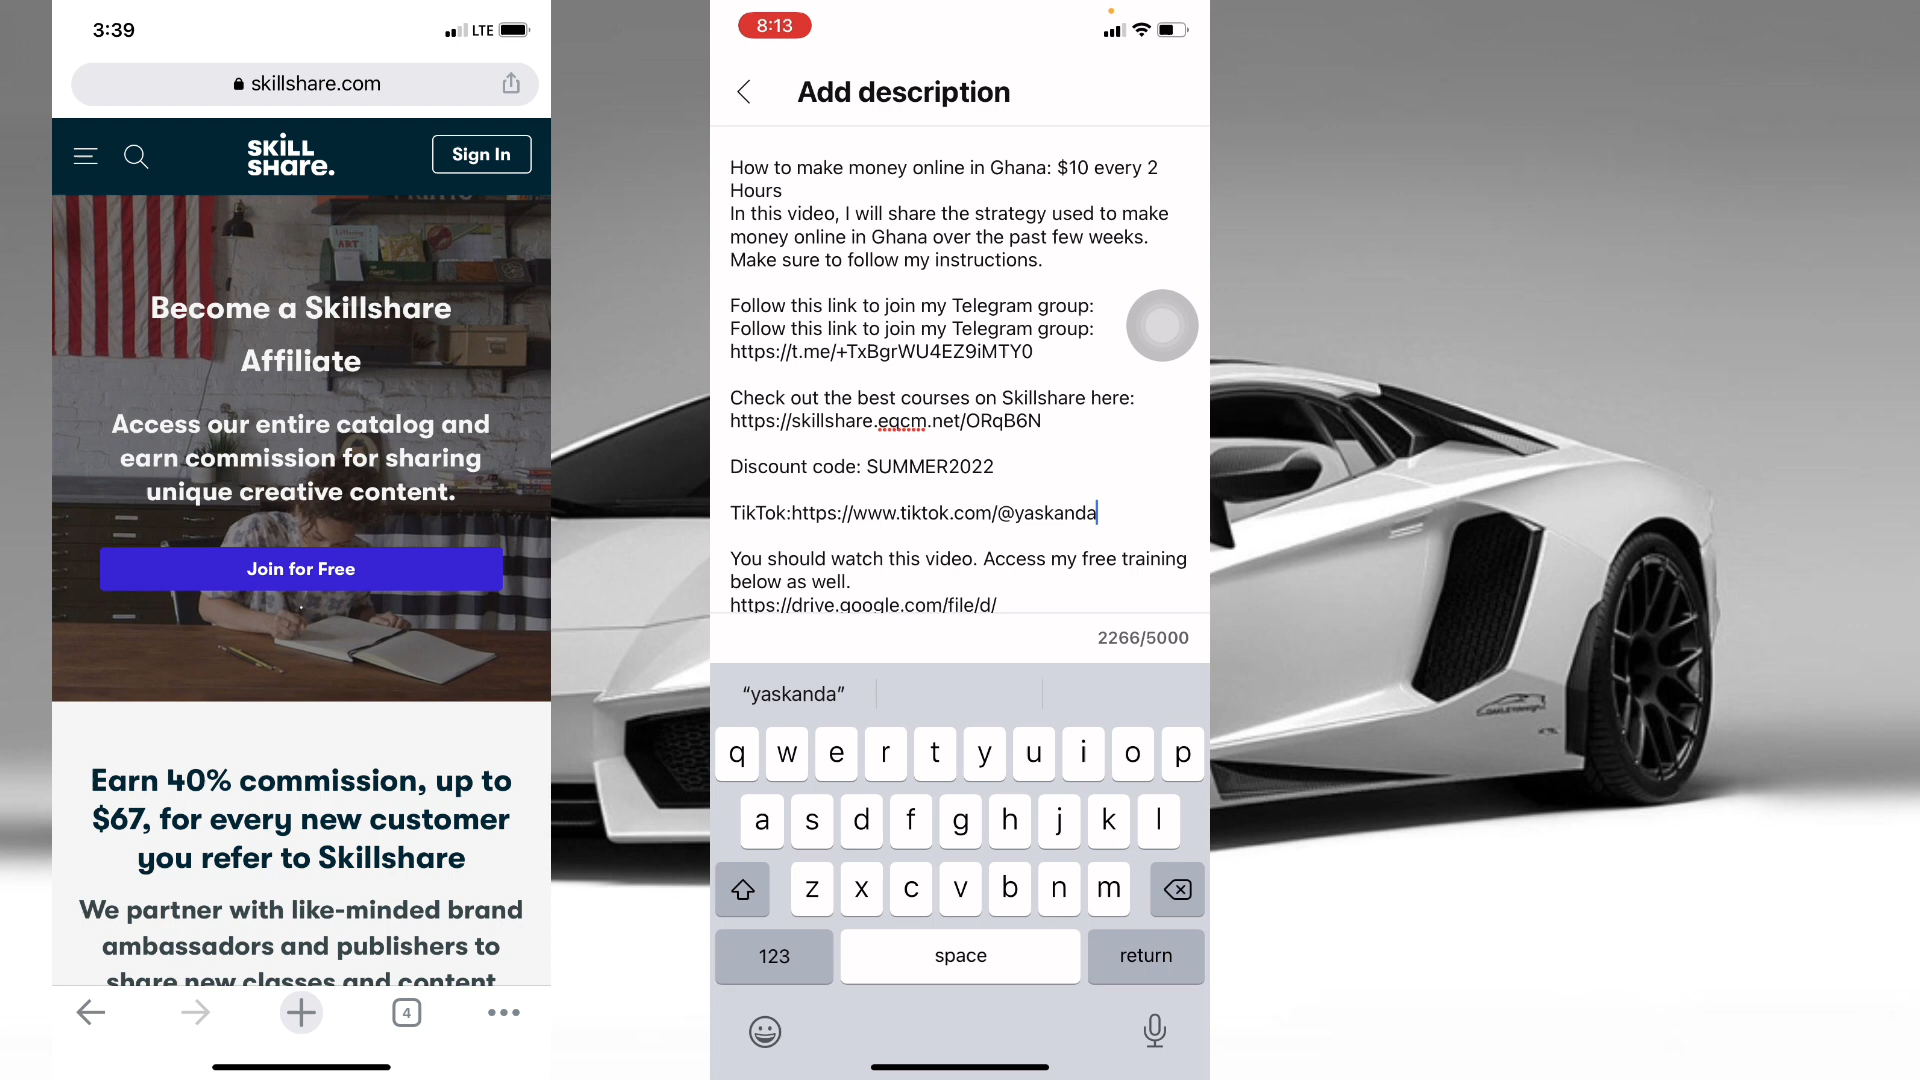 3:39
LTE
skillshare.com
SKILL
SHARE.
Sign In
ART
Become a Skillshare
Affiliate
Access our entire catalog and
earn commission for sharing
unique creative content.
Join for Free
Earn 40% commission, up to
$67, for every new customer
you refer to Skillshare
We partner with like-minded brand
ambassadors and publishers to
share new classes and content
4
8:13
Add description
How to make money online in Ghana: $10 every 2
Hours
In this video, I will share the strategy used to make
money online in Ghana over the past few weeks.
Make sure to follow my instructions.
Follow this link to join my Telegram group:
Follow this link to join my Telegram group:
https://t.me/+TxBgrWU4EZ9iMTY0
Check out the best courses on Skillshare here:
https://skillshare.eqcm.net/ORqB6N
Discount code: SUMMER2022
TikTok:https://www.tiktok.com/@yaskanda
You should watch this video. Access my free training
below as well.
https://drive.google.com/file/d/
2266/5000
“yaskanda”
q w e r t y u i o p
a s d f g h j k l
z x c v b n m
123 space return